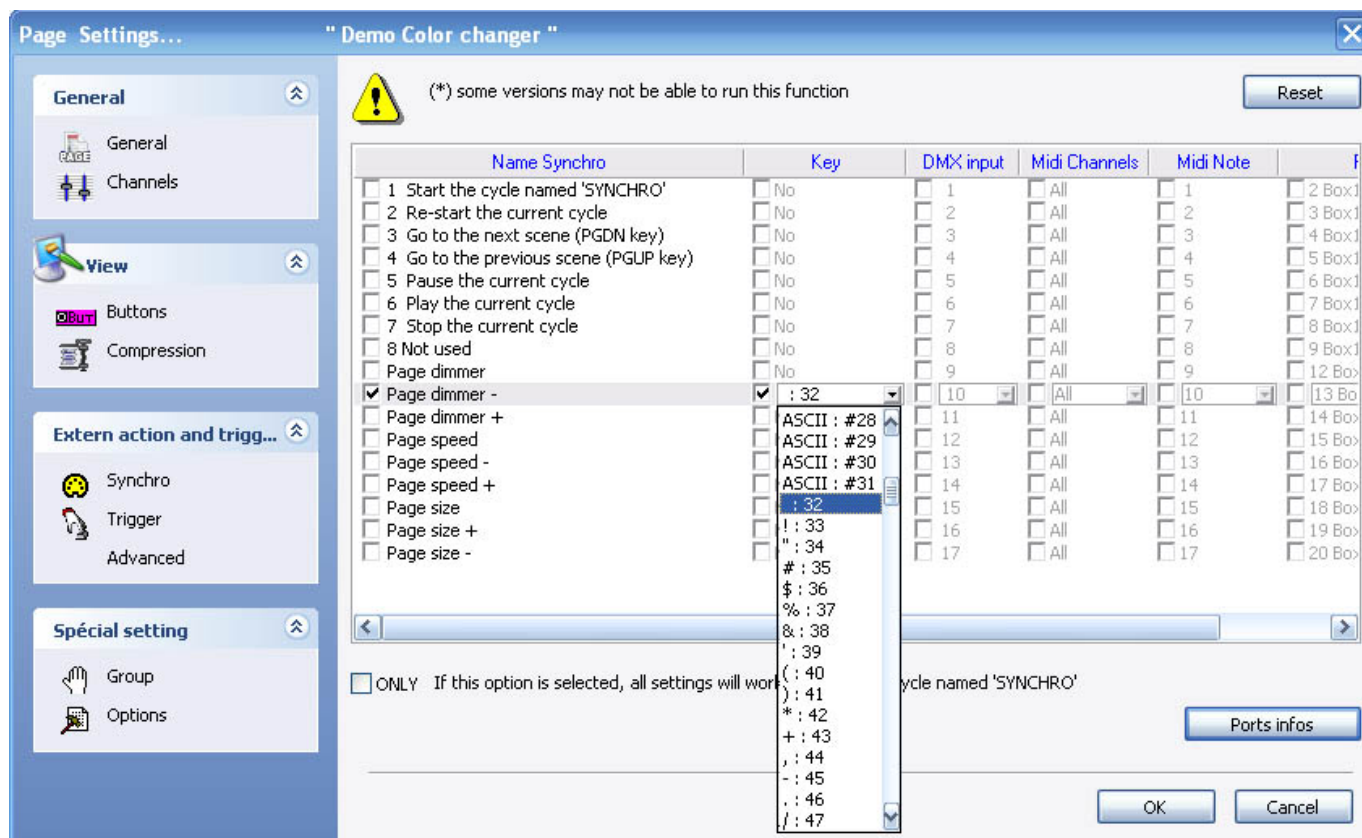 Page Settings... " Demo Color changer "
General
General
PAGE
Channels
View
Buttons
BUT
Compression
Extern action and trigg...
Synchro
Trigger
Advanced
Spécial setting
Group
Options
(*) some versions may not be able to run this function
Reset
Name Synchro Key DMX input Midi Channels Midi Note
1 Start the cycle named 'SYNCHRO' No 1 All 1 2 Box1
2 Re-start the current cycle No 2 All 2 3 Box1
3 Go to the next scene (PGDN key) No 3 All 3 4 Box1
4 Go to the previous scene (PGUP key) No 4 All 4 5 Box1
5 Pause the current cycle No 5 All 5 6 Box1
6 Play the current cycle No 6 All 6 7 Box1
7 Stop the current cycle No 7 All 7 8 Box1
8 Not used No 8 All 8 9 Box1
Page dimmer No 9 All 9 12 Box
Page dimmer - : 32 10 All 10 13 Bo
Page dimmer + 11 All 11 14 Box
Page speed 12 All 12 15 Box
Page speed - 13 All 13 16 Box
Page speed + 14 All 14 17 Box
Page size 15 All 15 18 Box
Page size + 16 All 16 19 Box
Page size - 17 All 17 20 Box
ASCII : #28
ASCII : #29
ASCII : #30
ASCII : #31
: 32
! : 33
" : 34
# : 35
$ : 36
% : 37
& : 38
' : 39
( : 40
) : 41
* : 42
+ : 43
, : 44
- : 45
. : 46
/ : 47
ONLY If this option is selected, all settings will wor ycle named 'SYNCHRO'
Ports infos
OK Cancel